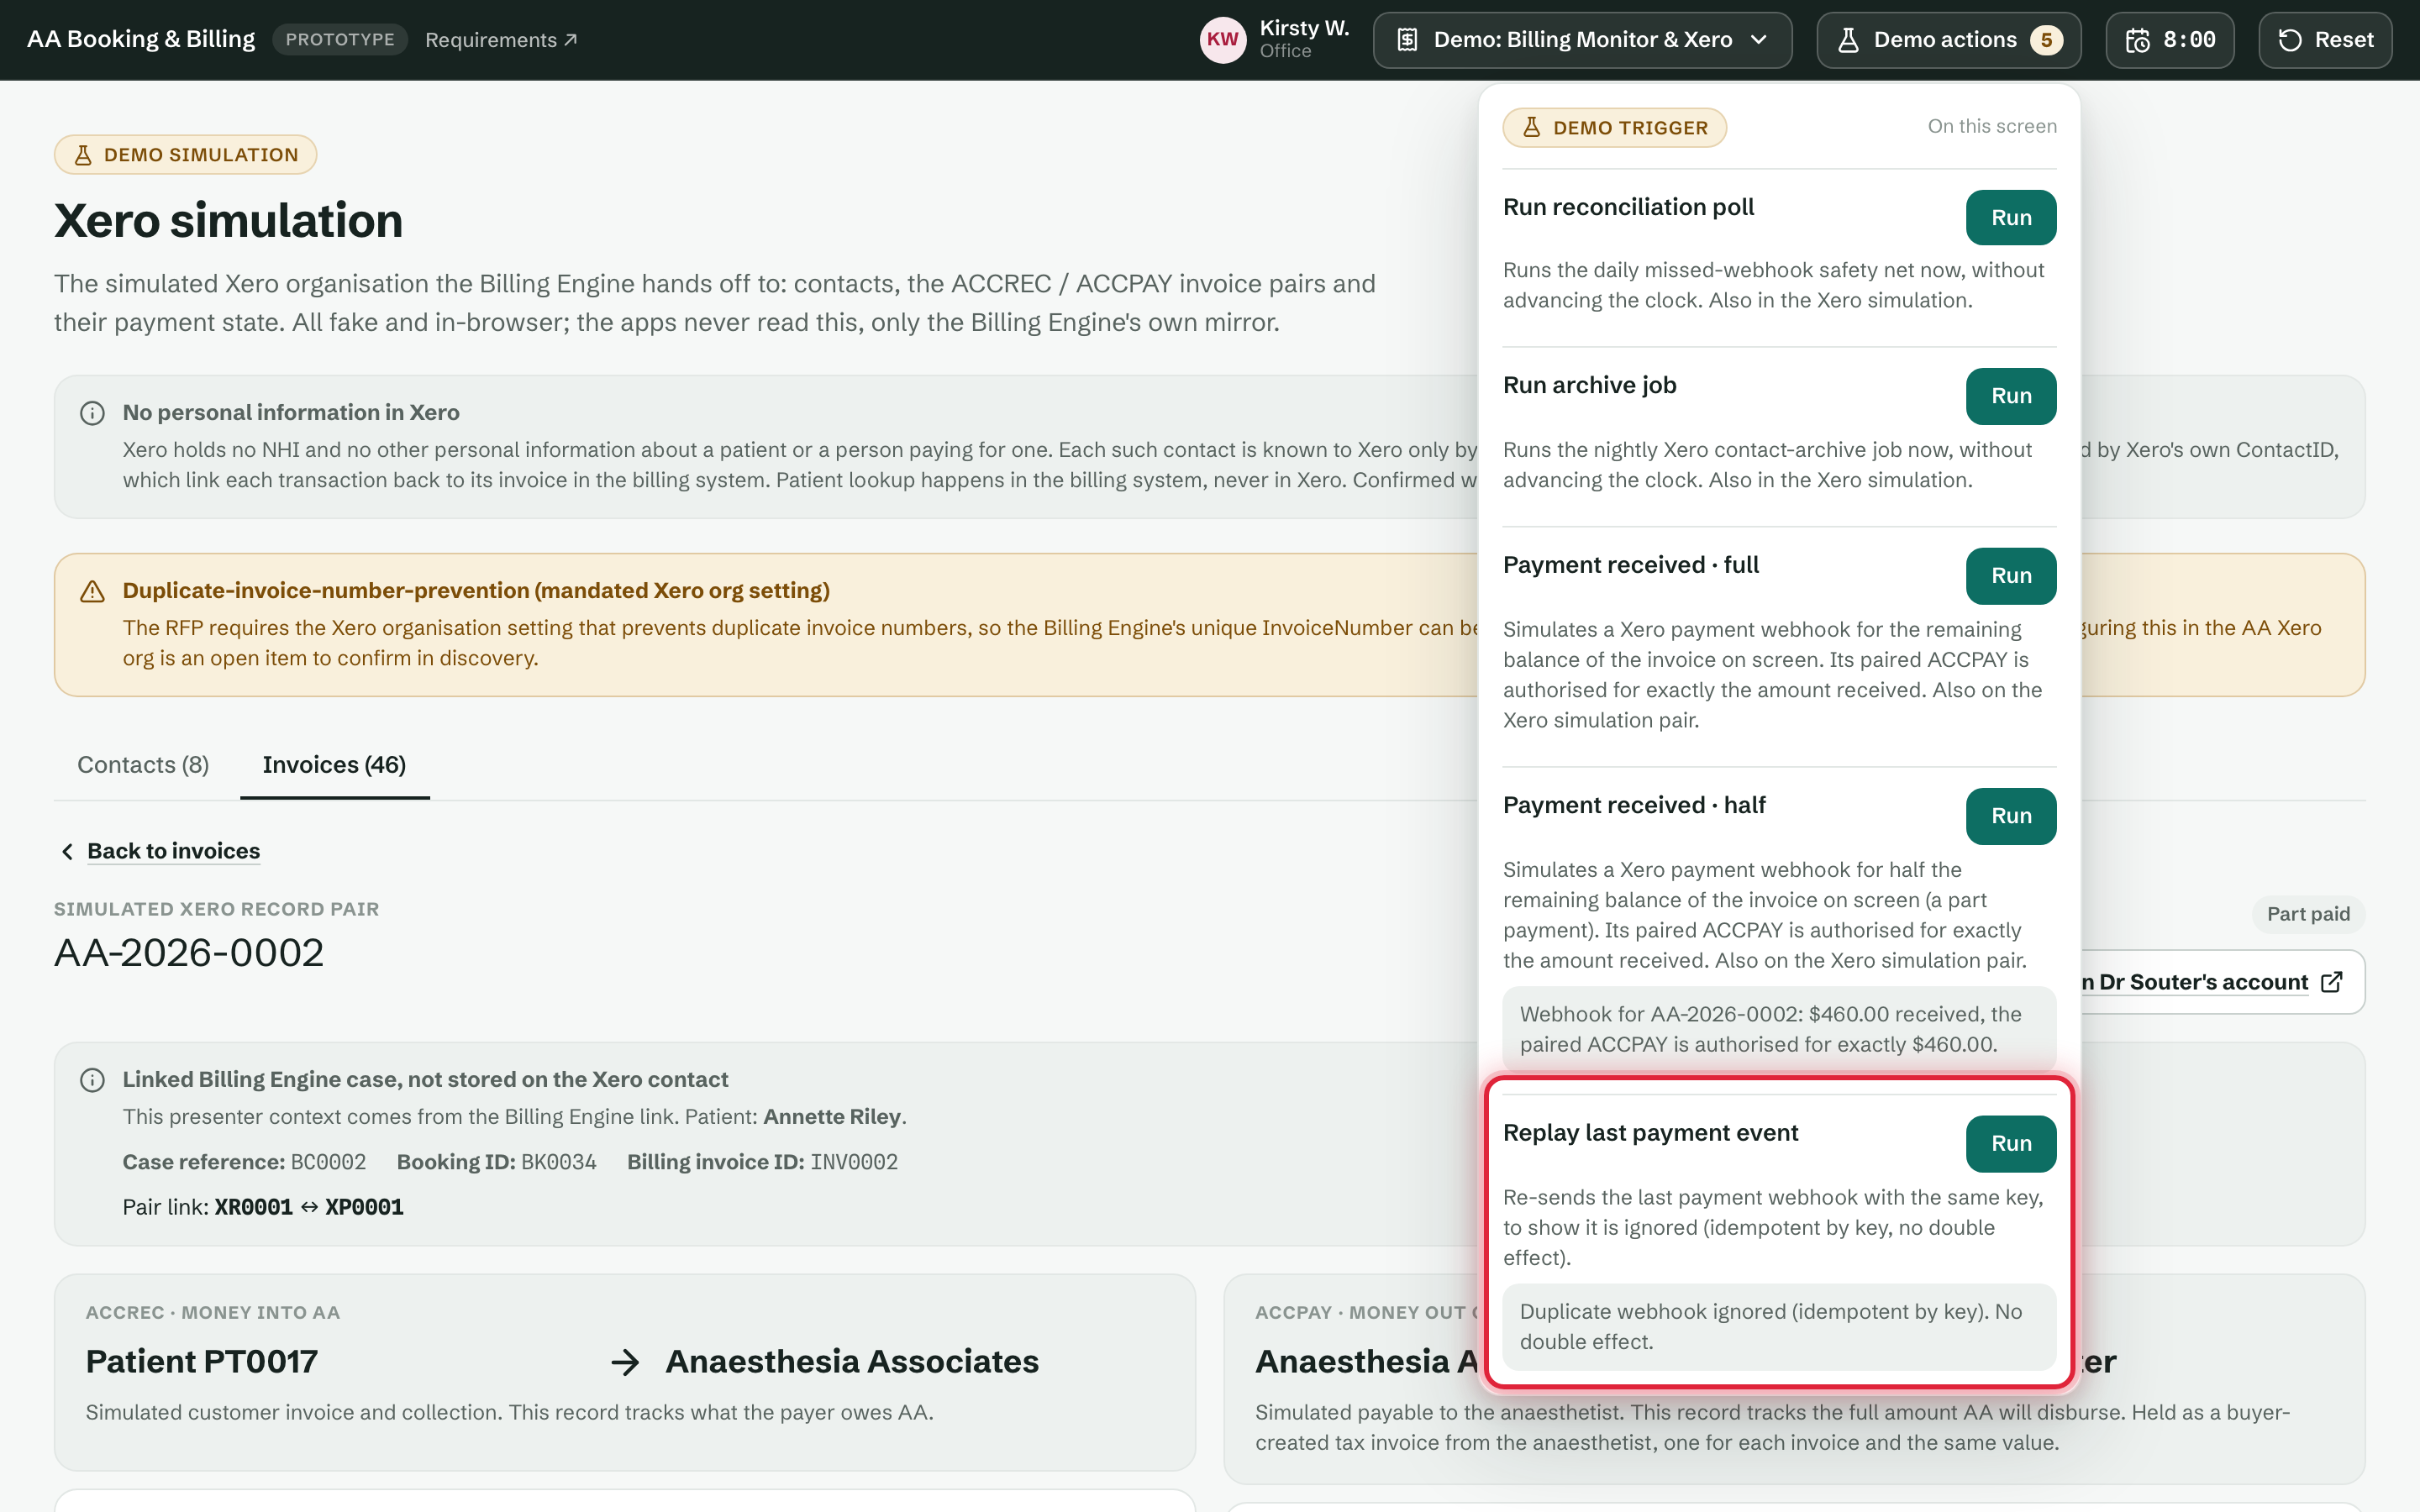 AA Booking & Billing
PROTOTYPE
Requirements ↗
KW
Kirsty W.
Office
Demo: Billing Monitor & Xero
Demo actions 5
8:00
Reset
DEMO SIMULATION
Xero simulation
The simulated Xero organisation the Billing Engine hands off to: contacts, the ACCREC / ACCPAY invoice pairs and
their payment state. All fake and in-browser; the apps never read this, only the Billing Engine's own mirror.
No personal information in Xero
Xero holds no NHI and no other personal information about a patient or a person paying for one. Each such contact is known to Xero only by
d by Xero's own ContactID,
which link each transaction back to its invoice in the billing system. Patient lookup happens in the billing system, never in Xero. Confirmed w
Duplicate-invoice-number-prevention (mandated Xero org setting)
The RFP requires the Xero organisation setting that prevents duplicate invoice numbers, so the Billing Engine's unique InvoiceNumber can be
guring this in the AA Xero
org is an open item to confirm in discovery.
Contacts (8)
Invoices (46)
Back to invoices
SIMULATED XERO RECORD PAIR
AA-2026-0002
Part paid
n Dr Souter's account
Linked Billing Engine case, not stored on the Xero contact
This presenter context comes from the Billing Engine link. Patient: Annette Riley.
Case reference: BC0002 Booking ID: BK0034 Billing invoice ID: INV0002
Pair link: XR0001 ↔ XP0001
ACCREC · MONEY INTO AA
Patient PT0017 → Anaesthesia Associates
Simulated customer invoice and collection. This record tracks what the payer owes AA.
ACCPAY · MONEY OUT
Anaesthesia A
ter
Simulated payable to the anaesthetist. This record tracks the full amount AA will disburse. Held as a buyer-
created tax invoice from the anaesthetist, one for each invoice and the same value.
DEMO TRIGGER
On this screen
Run reconciliation poll
Run
Runs the daily missed-webhook safety net now, without
advancing the clock. Also in the Xero simulation.
Run archive job
Run
Runs the nightly Xero contact-archive job now, without
advancing the clock. Also in the Xero simulation.
Payment received · full
Run
Simulates a Xero payment webhook for the remaining
balance of the invoice on screen. Its paired ACCPAY is
authorised for exactly the amount received. Also on the
Xero simulation pair.
Payment received · half
Run
Simulates a Xero payment webhook for half the
remaining balance of the invoice on screen (a part
payment). Its paired ACCPAY is authorised for exactly
the amount received. Also on the Xero simulation pair.
Webhook for AA-2026-0002: $460.00 received, the
paired ACCPAY is authorised for exactly $460.00.
Replay last payment event
Run
Re-sends the last payment webhook with the same key,
to show it is ignored (idempotent by key, no double
effect).
Duplicate webhook ignored (idempotent by key). No
double effect.